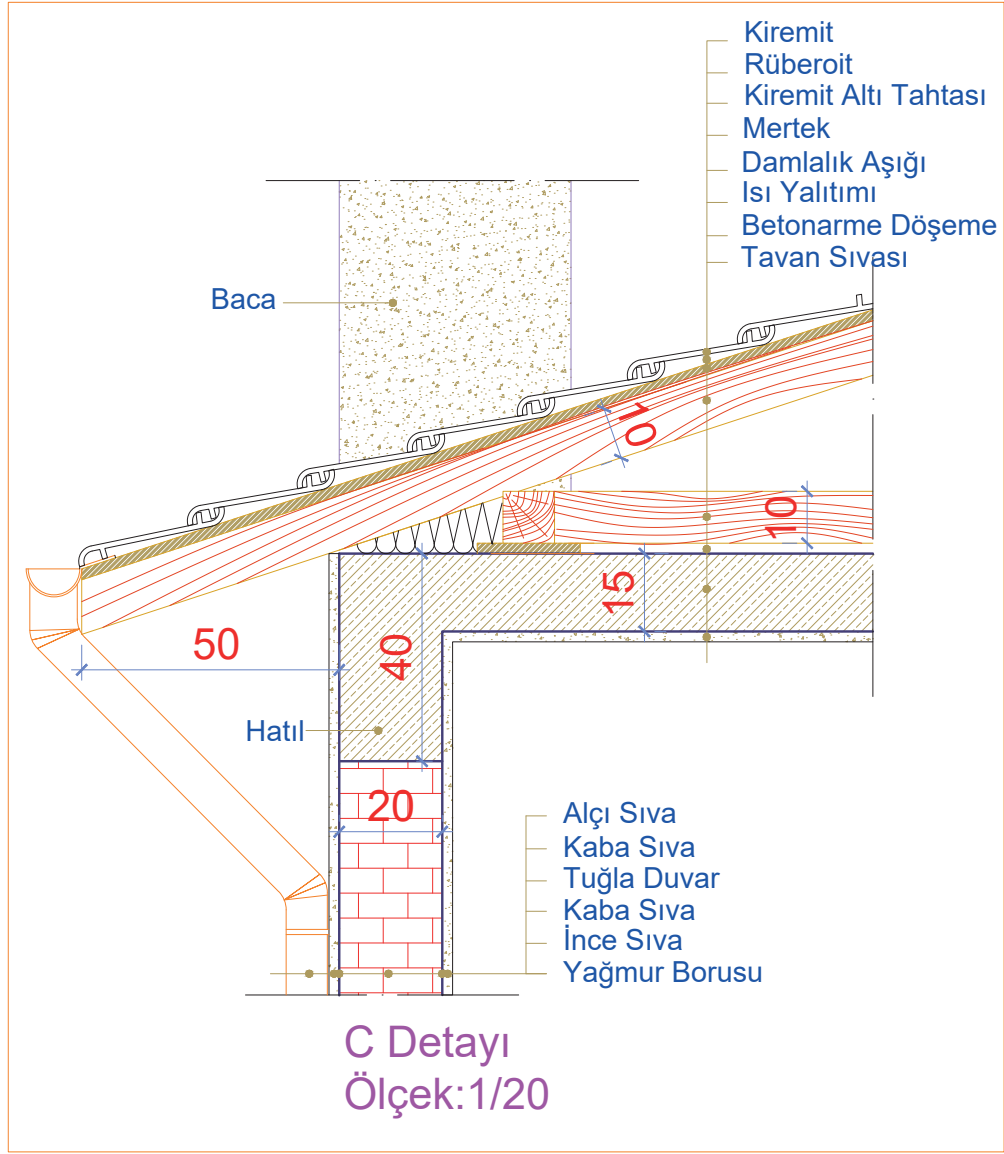 Kiremit
Rüberoit
Kiremit Altı Tahtası
Mertek
Damlalık Aşığı
Isı Yalıtımı
Betonarme Döşeme
Tavan Sıvası
Baca
10
10
15
50
40
Hatıl
20
Alçı Sıva
Kaba Sıva
Tuğla Duvar
Kaba Sıva
İnce Sıva
Yağmur Borusu
C Detayı
Ölçek:1/20